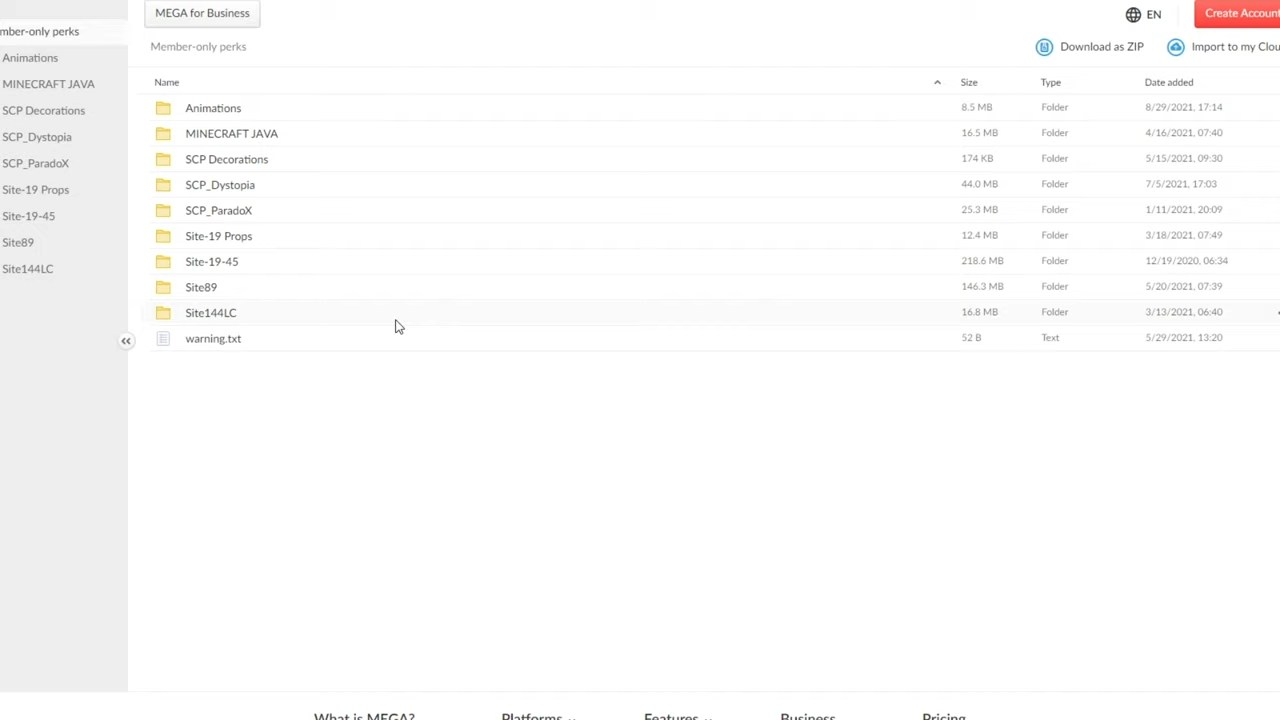 MEGA for Business
EN
Create Account
Member-only perks
Download as ZIP
Import to my Clou
mber-only perks
Animations
MINECRAFT JAVA
SCP Decorations
SCP_Dystopia
SCP_ParadoX
Site-19 Props
Site-19-45
Site89
Site144LC
Name Size Type Date added
Animations 8.5 MB Folder 8/29/2021, 17:14
MINECRAFT JAVA 16.5 MB Folder 4/16/2021, 07:40
SCP Decorations 174 KB Folder 5/15/2021, 09:30
SCP_Dystopia 44.0 MB Folder 7/5/2021, 17:03
SCP_ParadoX 25.3 MB Folder 1/11/2021, 20:09
Site-19 Props 12.4 MB Folder 3/18/2021, 07:49
Site-19-45 218.6 MB Folder 12/19/2020, 06:34
Site89 146.3 MB Folder 5/20/2021, 07:39
Site144LC 16.8 MB Folder 3/13/2021, 06:40
warning.txt 52 B Text 5/29/2021, 13:20
What is MEGA? Platforms Features Business Pricing